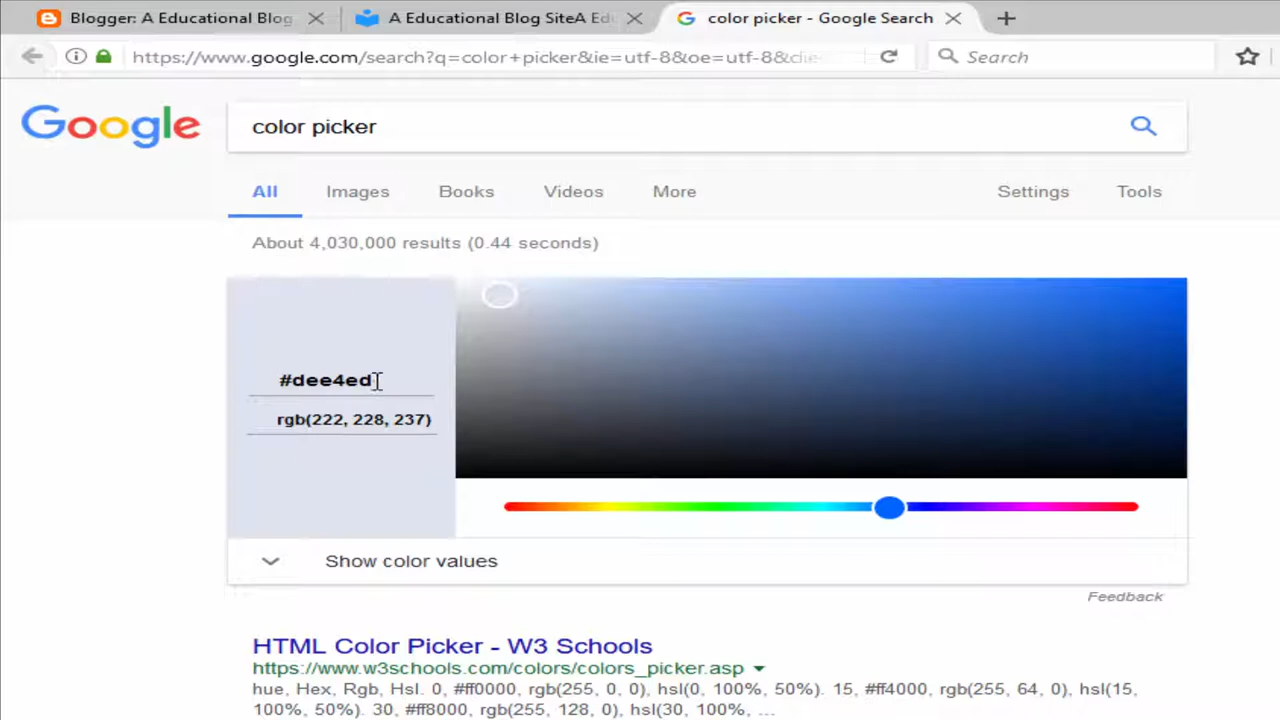 Blogger: A Educational Blog
A Educational Blog SiteA Edu
color picker - Google Search
https://www.google.com/search?q=color+picker&ie=utf-8&oe=utf-8&clie
Search
Google
color picker
All Images Books Videos More Settings Tools
About 4,030,000 results (0.44 seconds)
#dee4ed
rgb(222, 228, 237)
Show color values
Feedback
HTML Color Picker - W3 Schools
https://www.w3schools.com/colors/colors_picker.asp
hue, Hex, Rgb, Hsl. 0, #ff0000, rgb(255, 0, 0), hsl(0, 100%, 50%). 15, #ff4000, rgb(255, 64, 0), hsl(15,
100%, 50%). 30, #ff8000, rgb(255, 128, 0), hsl(30, 100%, ...